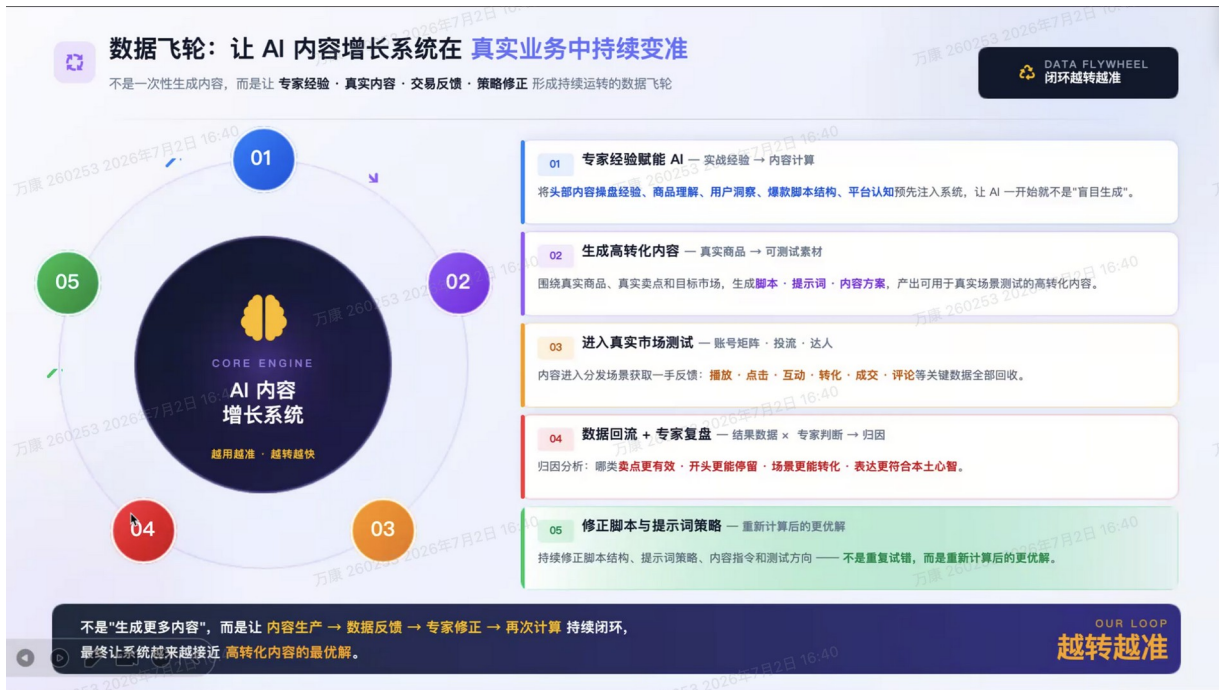 数据飞轮：让 AI 内容增长系统在 真实业务中持续变准
不是一次性生成内容，而是让 专家经验 · 真实内容 · 交易反馈 · 策略修正 形成持续运转的数据飞轮
DATA FLYWHEEL
闭环越转越准
01
02
03
04
05
CORE ENGINE
AI 内容
增长系统
越用越准 · 越转越快
01 专家经验赋能 AI — 实战经验 → 内容计算
将头部内容操盘经验、商品理解、用户洞察、爆款脚本结构、平台认知预先注入系统，让 AI 一开始就不是"盲目生成"。
02 生成高转化内容 — 真实商品 → 可测试素材
围绕真实商品、真实卖点和目标市场，生成脚本 · 提示词 · 内容方案，产出可用于真实场景测试的高转化内容。
03 进入真实市场测试 — 账号矩阵 · 投流 · 达人
内容进入分发场景获取一手反馈：播放 · 点击 · 互动 · 转化 · 成交 · 评论等关键数据全部回收。
04 数据回流 + 专家复盘 — 结果数据 × 专家判断 → 归因
归因分析：哪类卖点更有效 · 开头更能停留 · 场景更能转化 · 表达更符合本土心智。
05 修正脚本与提示词策略 — 重新计算后的更优解
持续修正脚本结构、提示词策略、内容指令和测试方向 —— 不是重复试错，而是重新计算后的更优解。
不是"生成更多内容"，而是让 内容生产 → 数据反馈 → 专家修正 → 再次计算 持续闭环，
最终让系统越来越接近 高转化内容的最优解。
OUR LOOP
越转越准
万康 260253 2026年7月2日 16:40